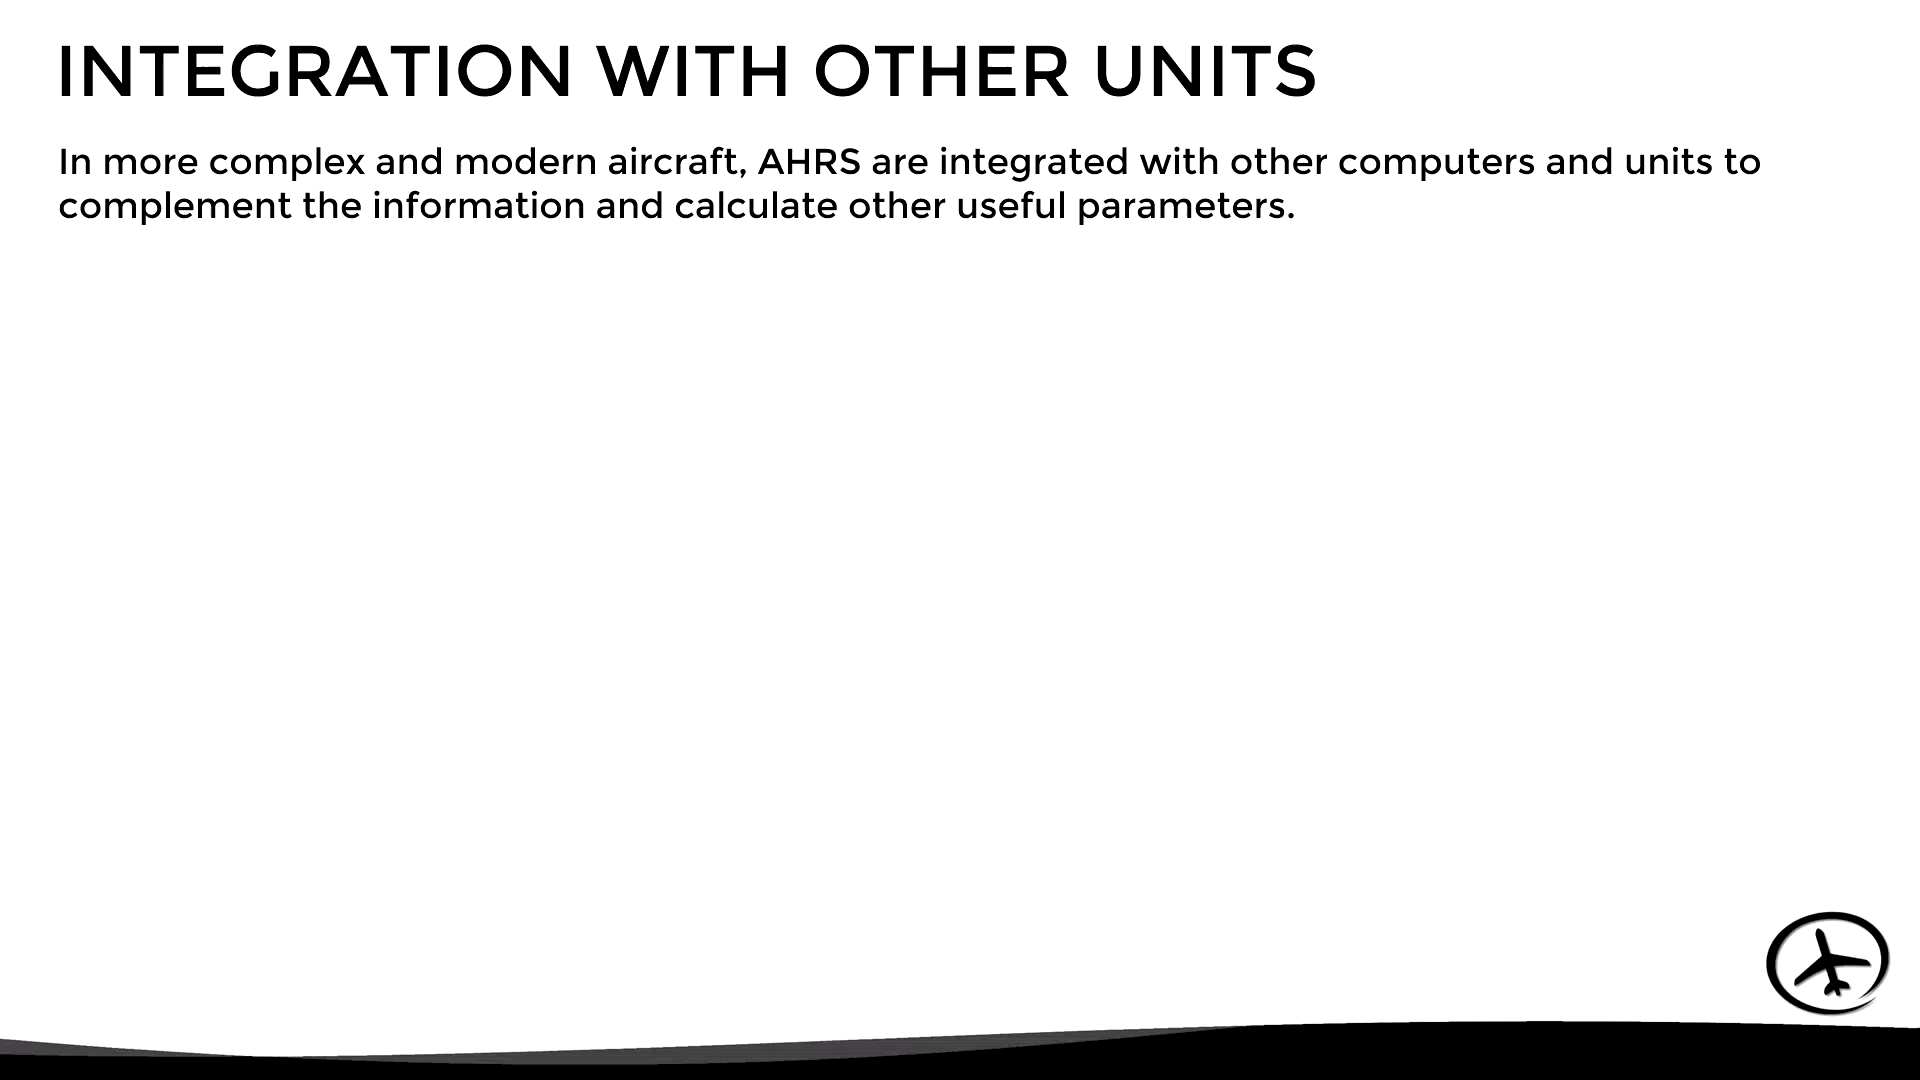 INTEGRATION WITH OTHER UNITS
In more complex and modern aircraft, AHRS are integrated with other computers and units to
complement the information and calculate other useful parameters.